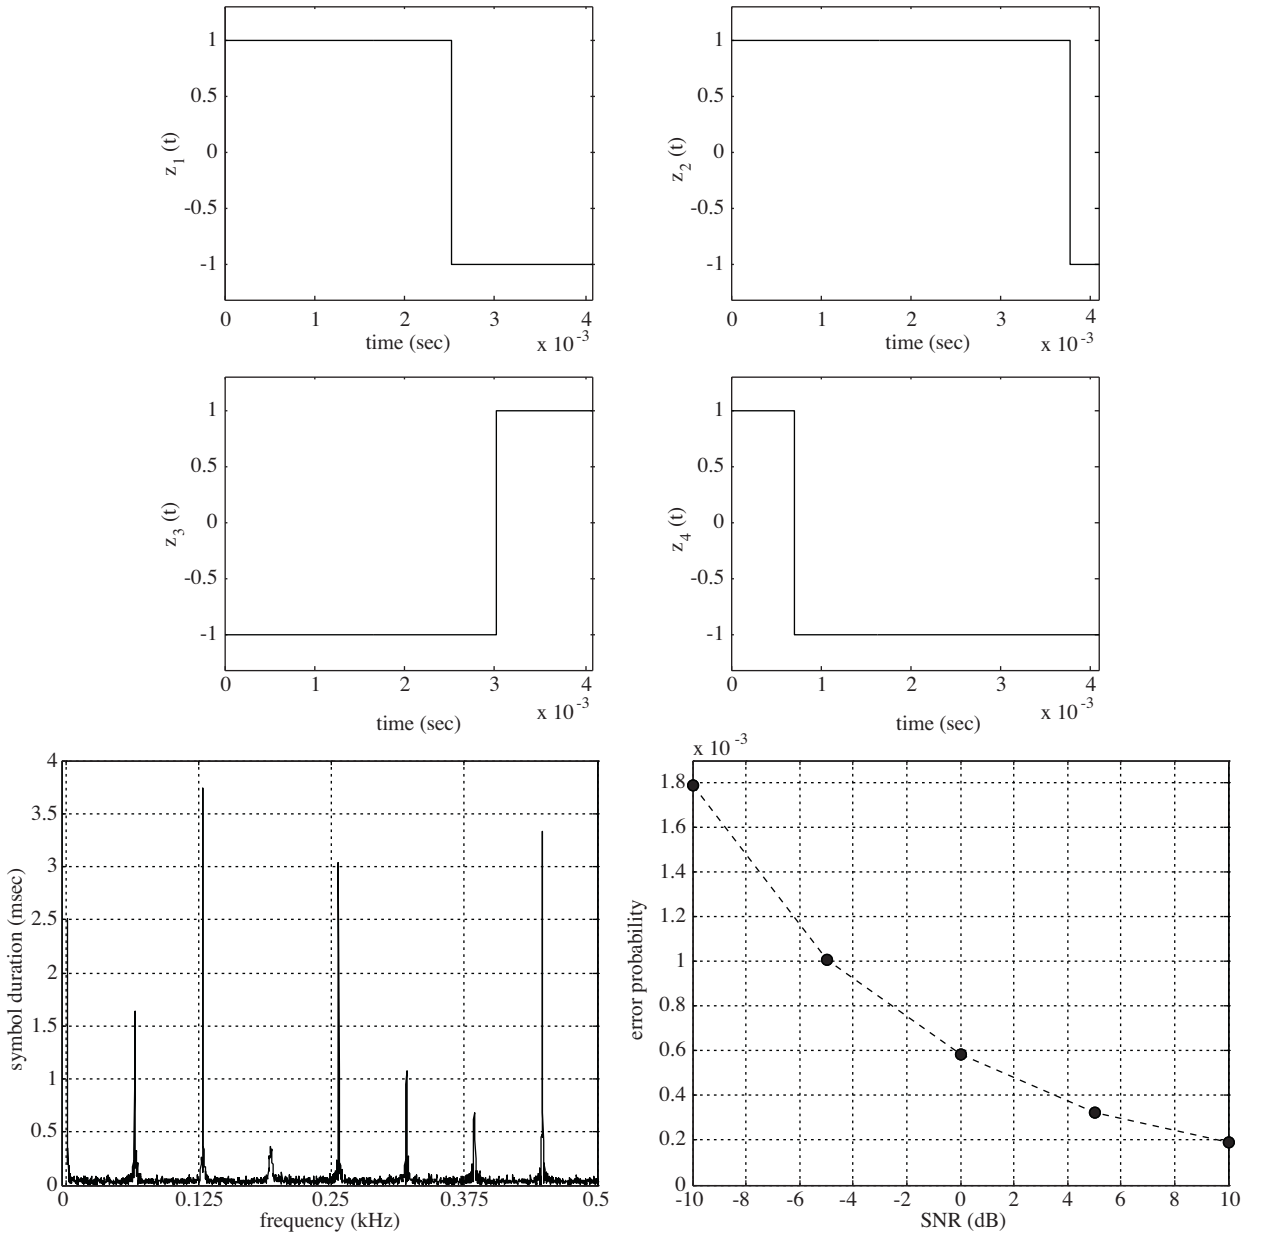 1
0.5
0
-0.5
-1
z1 (t)
0 1 2 3 4
time (sec)
x 10-3
1
0.5
0
-0.5
-1
z2 (t)
0 1 2 3 4
time (sec)
x 10-3
1
0.5
0
-0.5
-1
z3 (t)
0 1 2 3 4
x 10-3
time (sec)
1
0.5
0
-0.5
-1
z4 (t)
0 1 2 3 4
x 10-3
time (sec)
4
3.5
3
2.5
2
1.5
1
0.5
0
symbol duration (msec)
0 0.125 0.25 0.375 0.5
frequency (kHz)
x 10-3
1.8
1.6
1.4
1.2
1
0.8
0.6
0.4
0.2
0
error probability
-10 -8 -6 -4 -2 0 2 4 6 8 10
SNR (dB)